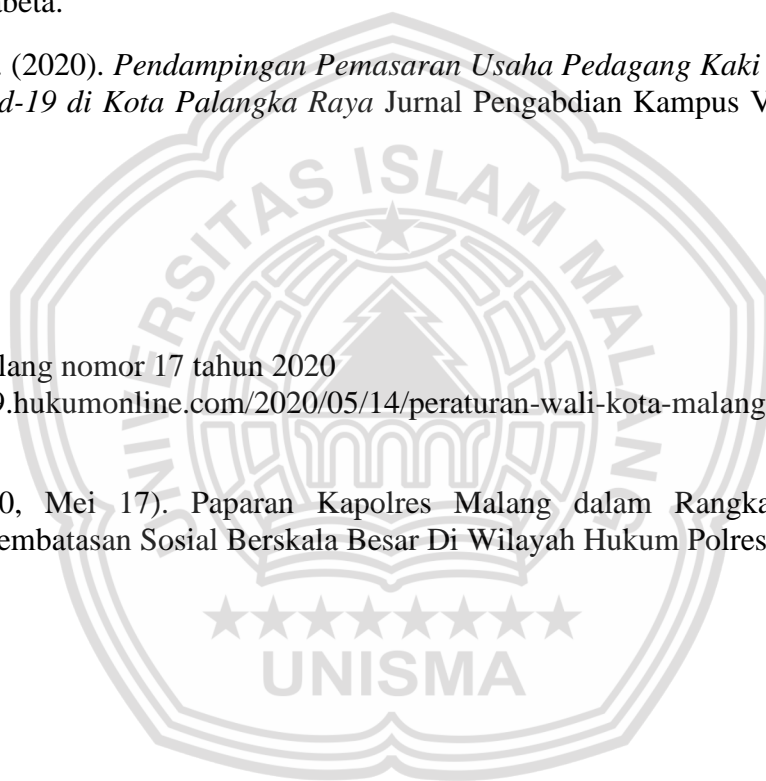 abeta.
. (2020). Pendampingan Pemasaran Usaha Pedagang Kaki
d-19 di Kota Palangka Raya Jurnal Pengabdian Kampus V
UNIVERSITAS ISLAM MALANG
lang nomor 17 tahun 2020
9.hukumonline.com/2020/05/14/peraturan-wali-kota-malang
0, Mei 17). Paparan Kapolres Malang dalam Rangka
embatasan Sosial Berskala Besar Di Wilayah Hukum Polres
UNISMA